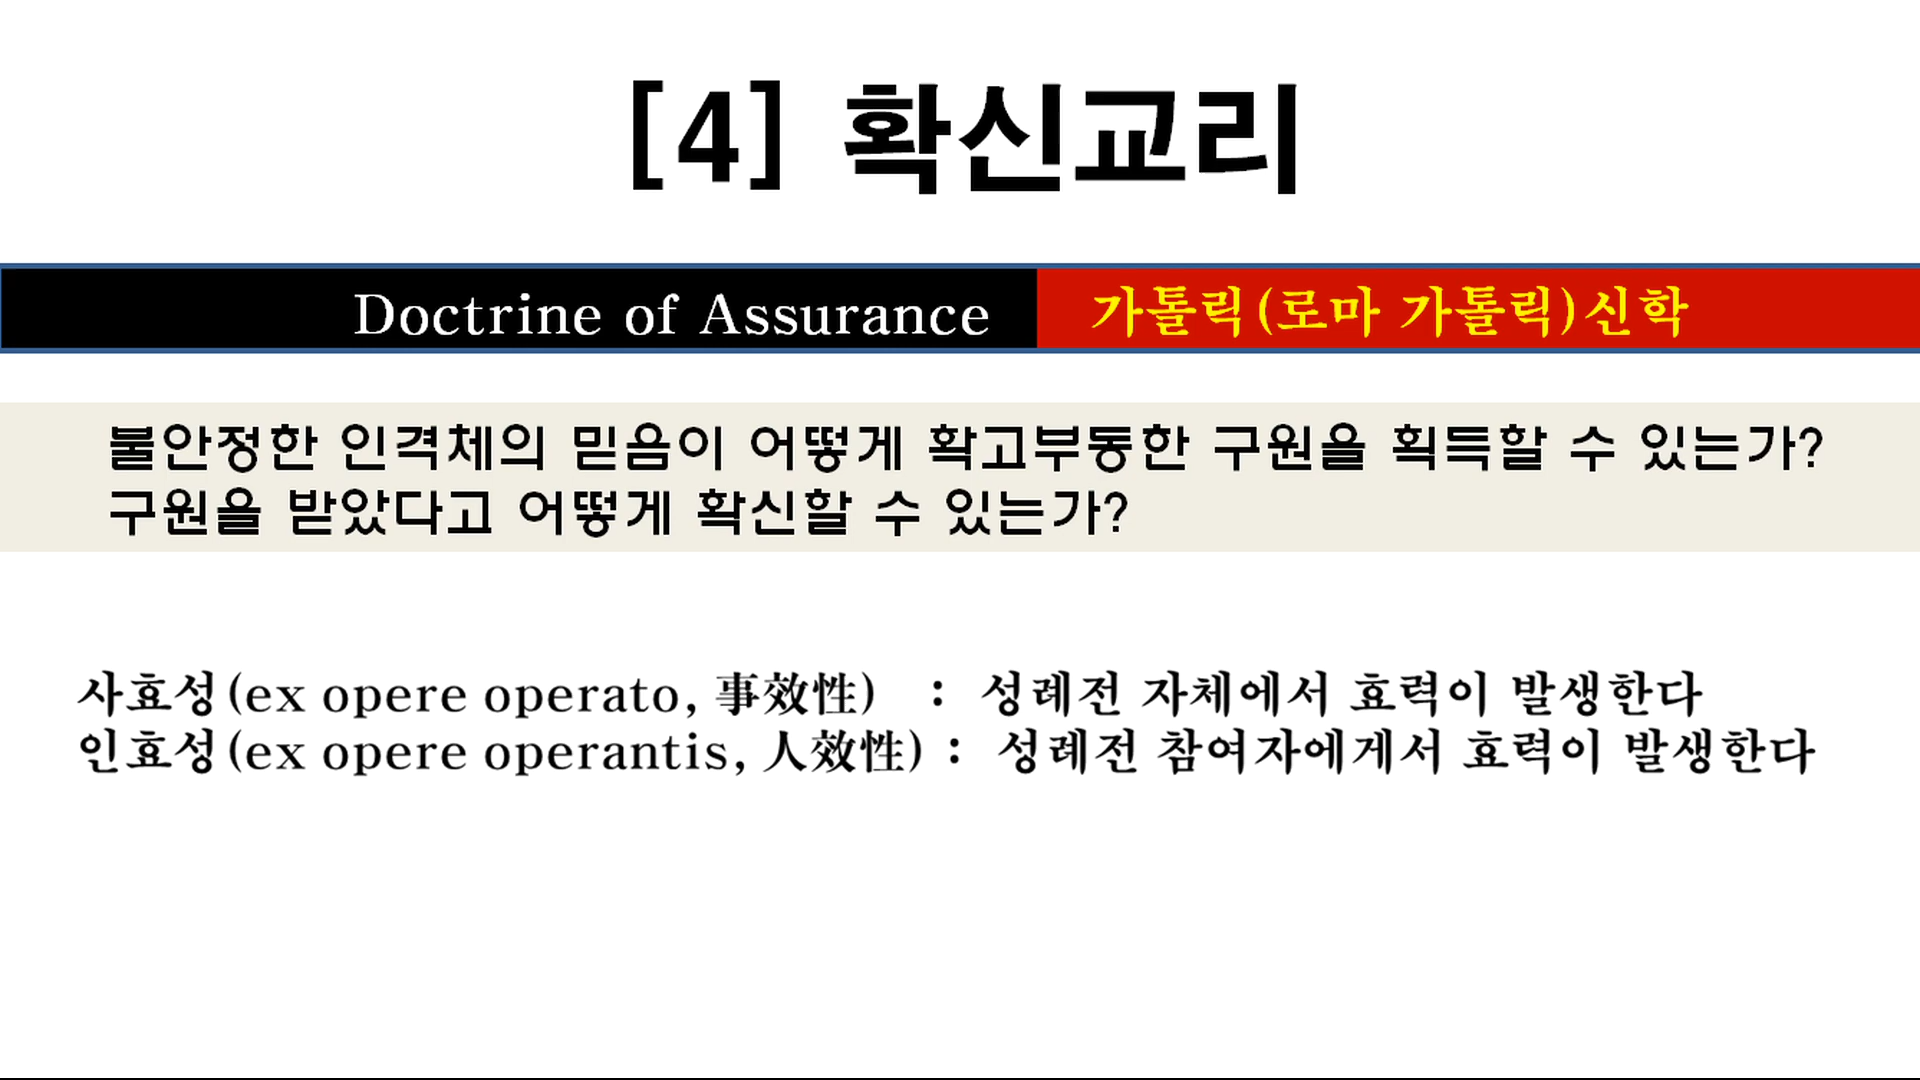 [4] 확신교리
Doctrine of Assurance 가톨릭(로마 가톨릭)신학
불안정한 인격체의 믿음이 어떻게 확고부동한 구원을 획득할 수 있는가?
구원을 받았다고 어떻게 확신할 수 있는가?
사효성(ex opere operato, 事效性) : 성례전 자체에서 효력이 발생한다
인효성(ex opere operantis, 人效性) : 성례전 참여자에게서 효력이 발생한다